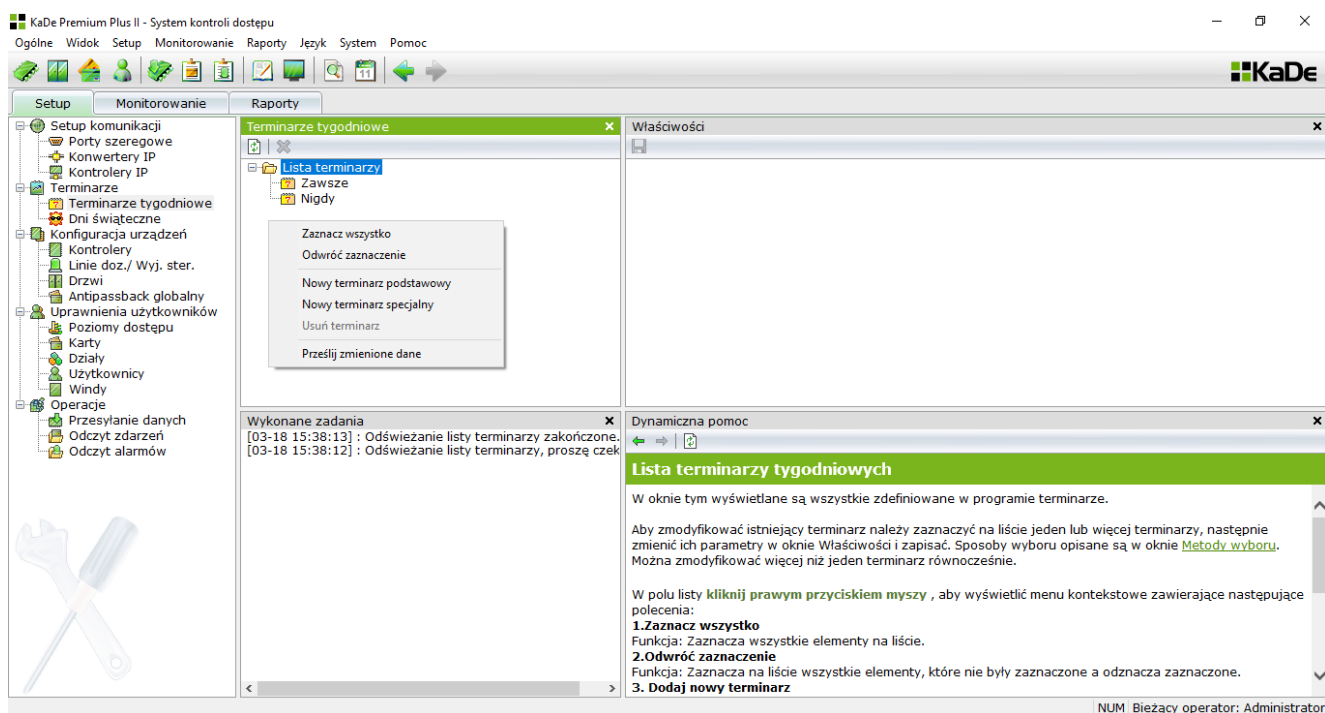 KaDe Premium Plus II - System kontroli dostępu
Ogólne Widok Setup Monitorowanie Raporty Język System Pomoc
11
KaDe
Setup Monitorowanie Raporty
Setup komunikacji
Porty szeregowe
Konwertery IP
Kontrolery IP
Terminarze
Terminarze tygodniowe
Dni świąteczne
Konfiguracja urządzeń
Kontrolery
Linie doz./ Wyj. ster.
Drzwi
Antipassback globalny
Uprawnienia użytkowników
Poziomy dostępu
Karty
Działy
Użytkownicy
Windy
Operacje
Przesyłanie danych
Odczyt zdarzeń
Odczyt alarmów
Terminarze tygodniowe
Lista terminarzy
Zawsze
Nigdy
Zaznacz wszystko
Odwróć zaznaczenie
Nowy terminarz podstawowy
Nowy terminarz specjalny
Usuń terminarz
Prześlij zmienione dane
Właściwości
Wykonane zadania
[03-18 15:38:13] : Odświeżanie listy terminarzy zakończone.
[03-18 15:38:12] : Odświeżanie listy terminarzy, proszę czek
Dynamiczna pomoc
Lista terminarzy tygodniowych
W oknie tym wyświetlane są wszystkie zdefiniowane w programie terminarze.
Aby zmodyfikować istniejący terminarz należy zaznaczyć na liście jeden lub więcej terminarzy, następnie
zmienić ich parametry w oknie Właściwości i zapisać. Sposoby wyboru opisane są w oknie Metody wyboru.
Można zmodyfikować więcej niż jeden terminarz równocześnie.
W polu listy kliknij prawym przyciskiem myszy , aby wyświetlić menu kontekstowe zawierające następujące
polecenia:
1.Zaznacz wszystko
Funkcja: Zaznacza wszystkie elementy na liście.
2.Odwróć zaznaczenie
Funkcja: Zaznacza na liście wszystkie elementy, które nie były zaznaczone a odznacza zaznaczone.
3. Dodaj nowy terminarz
NUM Bieżący operator: Administrator